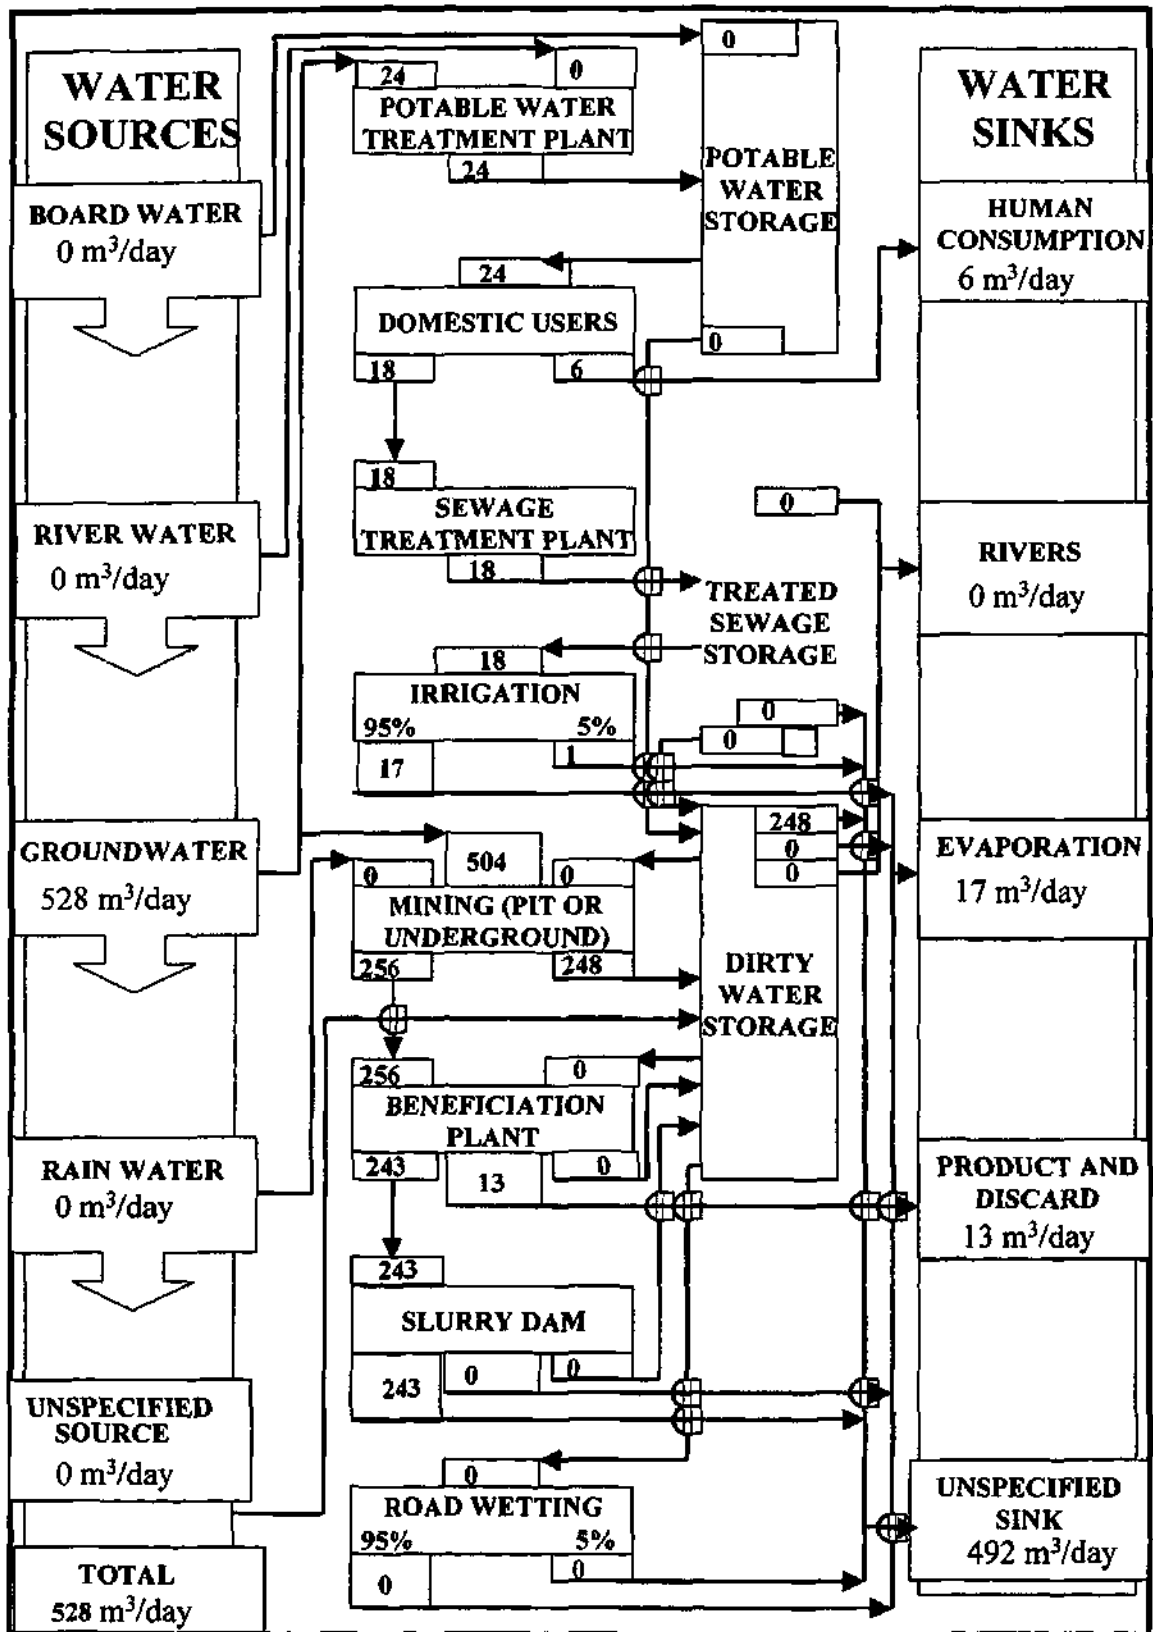 WATER
SOURCES
BOARD WATER
0 m³/day
RIVER WATER
0 m³/day
GROUNDWATER
528 m³/day
RAIN WATER
0 m³/day
UNSPECIFIED
SOURCE
0 m³/day
TOTAL
528 m³/day
24
0
POTABLE WATER
TREATMENT PLANT
24
24
DOMESTIC USERS
18
6
18
SEWAGE
TREATMENT PLANT
18
18
IRRIGATION
95%
5%
17
1
504
0
0
MINING (PIT OR
UNDERGROUND)
256
248
256
0
BENEFICIATION
PLANT
243
13
0
243
SLURRY DAM
243
0
0
0
ROAD WETTING
95%
5%
0
0
0
POTABLE
WATER
STORAGE
0
0
TREATED
SEWAGE
STORAGE
0
0
248
0
0
DIRTY
WATER
STORAGE
WATER
SINKS
HUMAN
CONSUMPTION
6 m³/day
RIVERS
0 m³/day
EVAPORATION
17 m³/day
PRODUCT AND
DISCARD
13 m³/day
UNSPECIFIED
SINK
492 m³/day